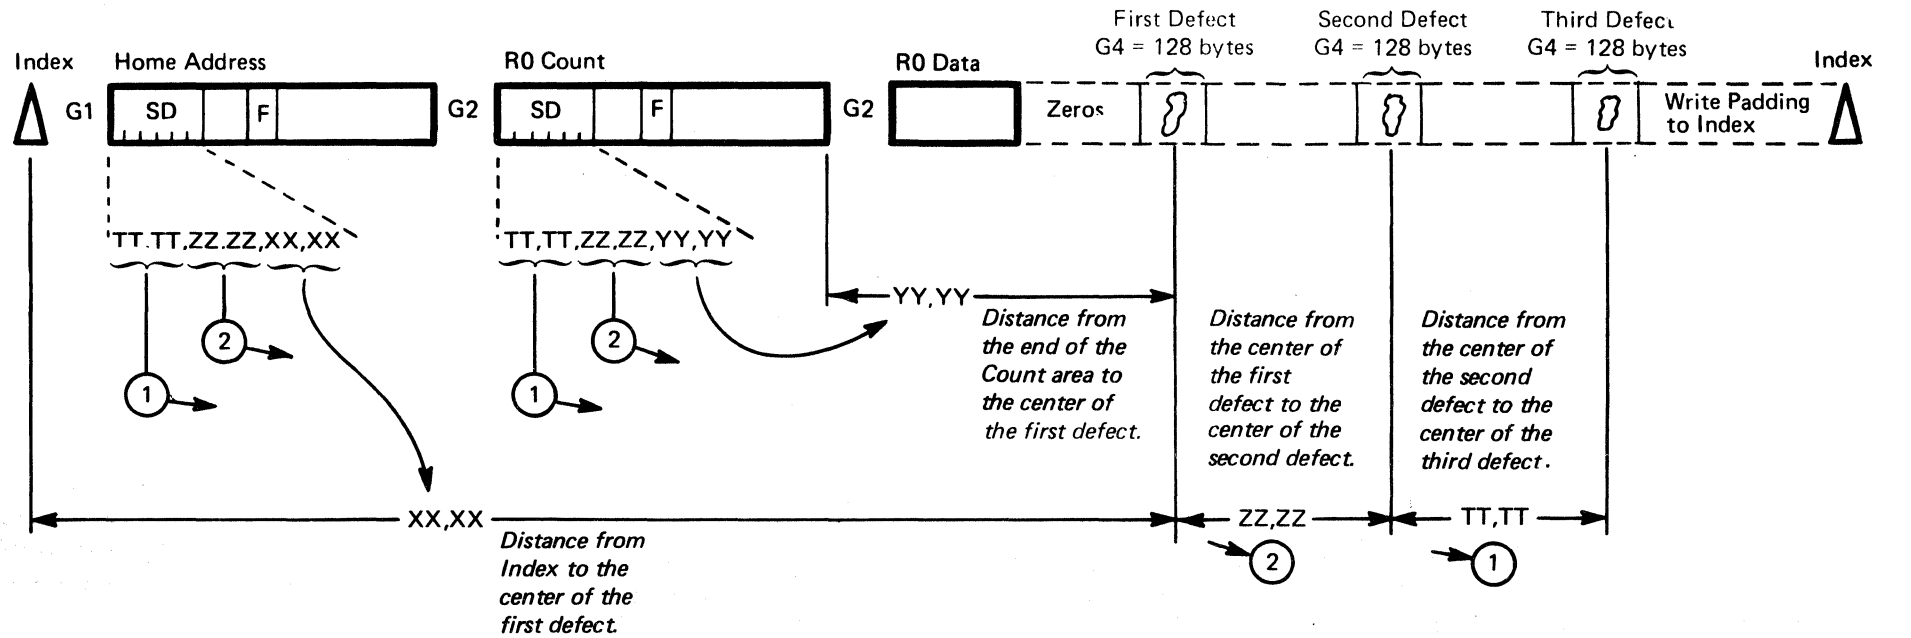 First Defect
G4 = 128 bytes
Second Defect
G4 = 128 bytes
Third Defect
G4 = 128 bytes
Index
Home Address
R0 Count
R0 Data
Index
G1
SD
F
G2
SD
F
G2
Zeros
Write Padding
to Index
TT.TT,ZZ.ZZ,XX,XX
TT,TT,ZZ,ZZ,YY,YY
YY,YY
2
2
1
1
Distance from
the end of the
Count area to
the center of
the first defect.
Distance from
the center of
the first
defect to the
center of the
second defect.
Distance from
the center of
the second
defect to the
center of the
third defect.
XX,XX
ZZ,ZZ
TT,TT
Distance from
Index to the
center of the
first defect.
2
1